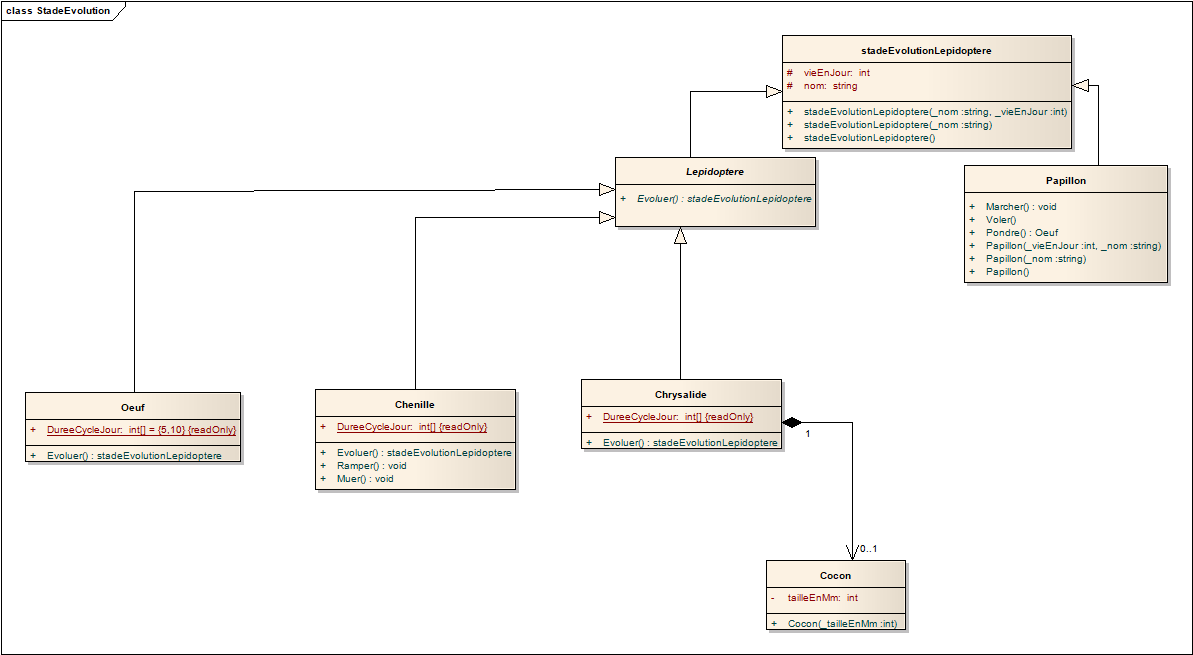 class StadeEvolution
stadeEvolutionLepidoptere
# vieEnJour: int
# nom: string
+ stadeEvolutionLepidoptere(_nom :string, _vieEnJour :int)
+ stadeEvolutionLepidoptere(_nom :string)
+ stadeEvolutionLepidoptere()
Lepidoptere
+ Evoluer() : stadeEvolutionLepidoptere
Papillon
+ Marcher() : void
+ Voler()
+ Pondre() : Oeuf
+ Papillon(_vieEnJour :int, _nom :string)
+ Papillon(_nom :string)
+ Papillon()
Oeuf
+ DureeCycleJour: int[] = {5,10} {readOnly}
+ Evoluer() : stadeEvolutionLepidoptere
Chenille
+ DureeCycleJour: int[] {readOnly}
+ Evoluer() : stadeEvolutionLepidoptere
+ Ramper() : void
+ Muer() : void
Chrysalide
+ DureeCycleJour: int[] {readOnly}
+ Evoluer() : stadeEvolutionLepidoptere
1
0..1
Cocon
- tailleEnMm: int
+ Cocon(_tailleEnMm :int)